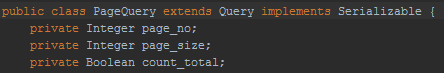 public class PageQuery extends Query implements Serializable {
    private Integer page_no;
    private Integer page_size;
    private Boolean count_total;